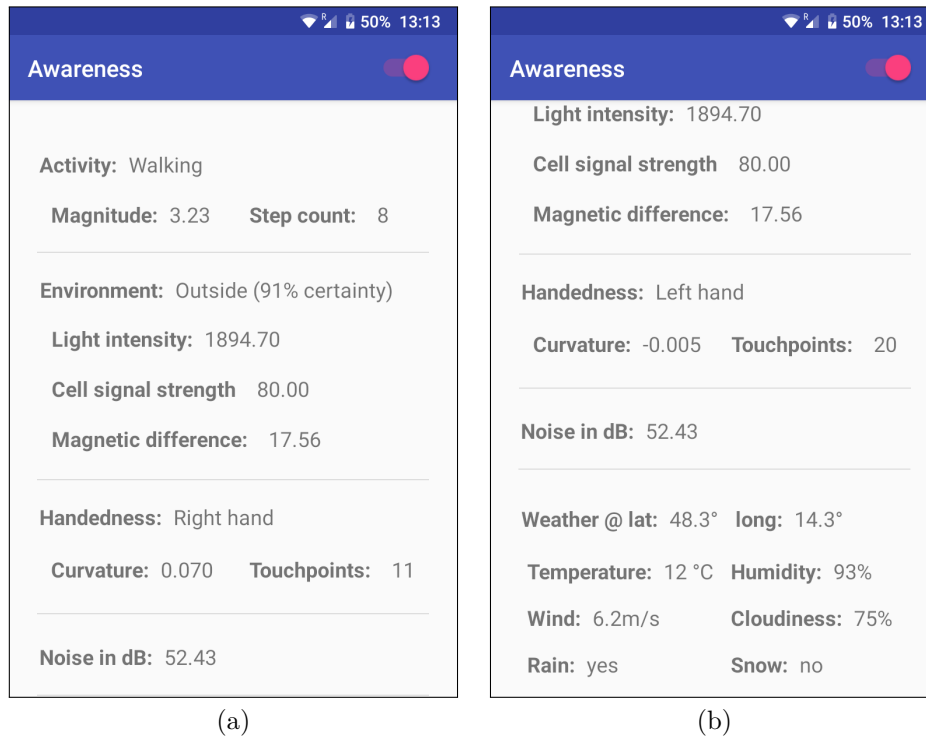 R 50% 13:13
Awareness
Activity: Walking
Magnitude: 3.23 Step count: 8
Environment: Outside (91% certainty)
Light intensity: 1894.70
Cell signal strength 80.00
Magnetic difference: 17.56
Handedness: Right hand
Curvature: 0.070 Touchpoints: 11
Noise in dB: 52.43
(a)
R 50% 13:13
Awareness
Light intensity: 1894.70
Cell signal strength 80.00
Magnetic difference: 17.56
Handedness: Left hand
Curvature: -0.005 Touchpoints: 20
Noise in dB: 52.43
Weather @ lat: 48.3° long: 14.3°
Temperature: 12 °C Humidity: 93%
Wind: 6.2m/s Cloudiness: 75%
Rain: yes Snow: no
(b)